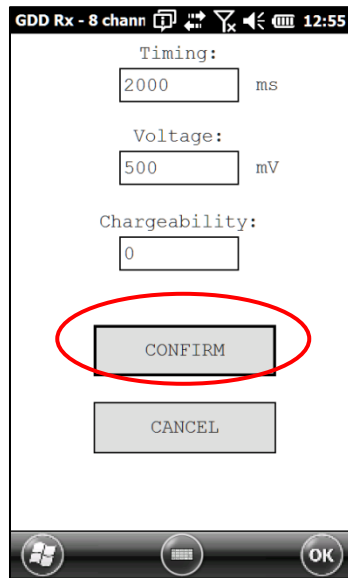 GDD Rx - 8 chann 12:55
Timing:
2000 ms
Voltage:
500 mV
Chargeability:
0
CONFIRM
CANCEL
OK